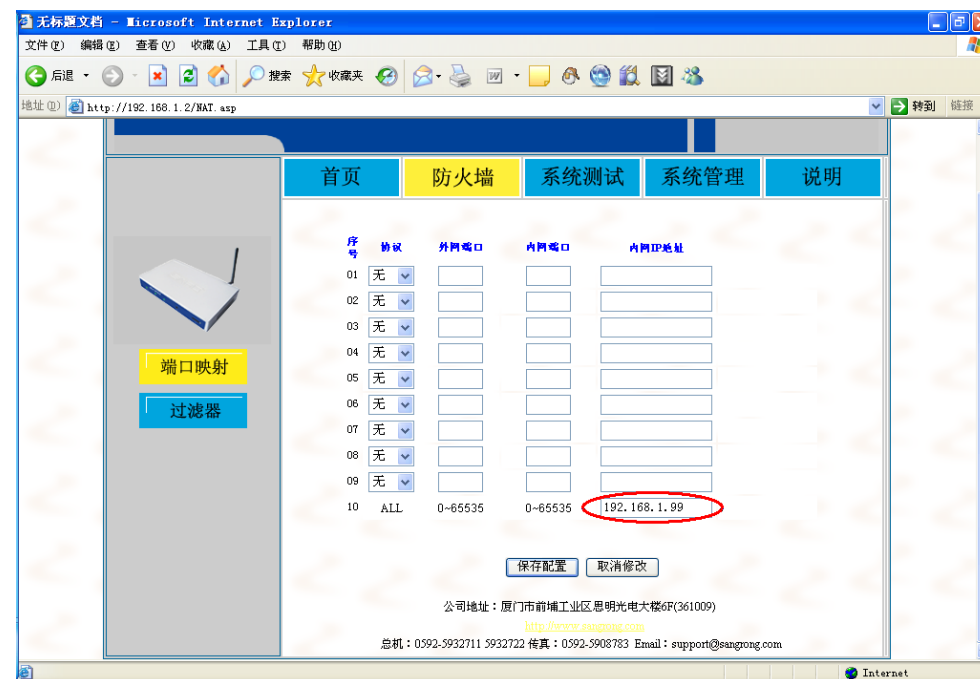 无标题文档 - Microsoft Internet Explorer
文件(F) 编辑(E) 查看(V) 收藏(A) 工具(T) 帮助(H)
后退 搜索 收藏夹
地址(D) http://192.168.1.2/NAT.asp 转到 链接
首页 防火墙 系统测试 系统管理 说明
序号 协议 外网端口 内网端口 内网IP地址
01 无
02 无
03 无
04 无
端口映射
05 无
06 无
过滤器
07 无
08 无
09 无
10 ALL 0~65535 0~65535 192.168.1.99
保存配置 取消修改
公司地址：厦门市前埔工业区思明光电大楼6F(361009)
http://www.sangrong.com
总机：0592-5932711 5932722 传真：0592-5908783 Email：support@sangrong.com
Internet